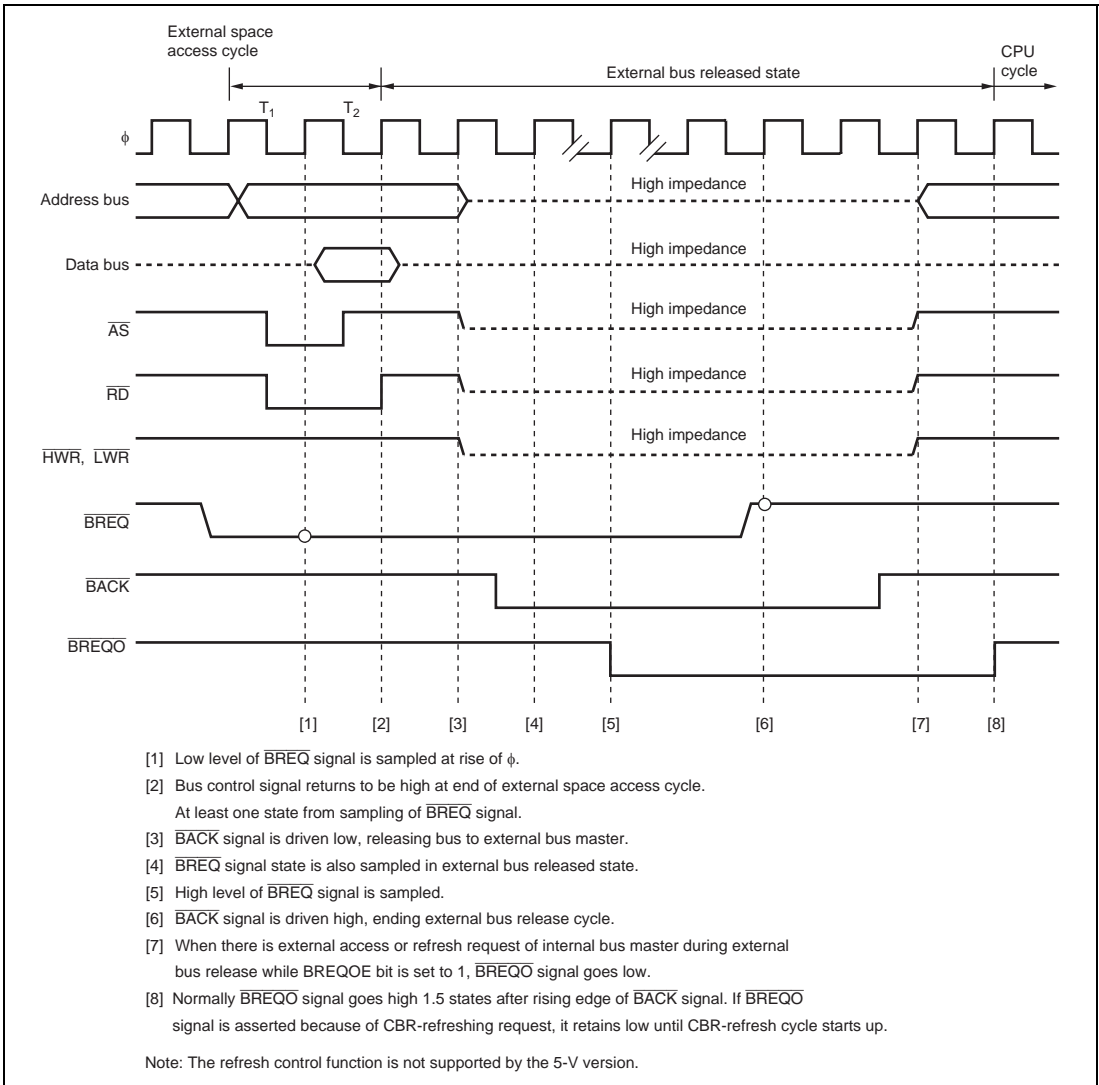 External space
access cycle
CPU
cycle
External bus released state
T1
T2
ϕ
Address bus
High impedance
Data bus
High impedance
AS
High impedance
RD
High impedance
HWR, LWR
High impedance
BREQ
BACK
BREQO
[1] [2] [3] [4] [5] [6] [7] [8]
[1] Low level of BREQ signal is sampled at rise of ϕ.
[2] Bus control signal returns to be high at end of external space access cycle.
At least one state from sampling of BREQ signal.
[3] BACK signal is driven low, releasing bus to external bus master.
[4] BREQ signal state is also sampled in external bus released state.
[5] High level of BREQ signal is sampled.
[6] BACK signal is driven high, ending external bus release cycle.
[7] When there is external access or refresh request of internal bus master during external
bus release while BREQOE bit is set to 1, BREQO signal goes low.
[8] Normally BREQO signal goes high 1.5 states after rising edge of BACK signal. If BREQO
signal is asserted because of CBR-refreshing request, it retains low until CBR-refresh cycle starts up.
Note: The refresh control function is not supported by the 5-V version.